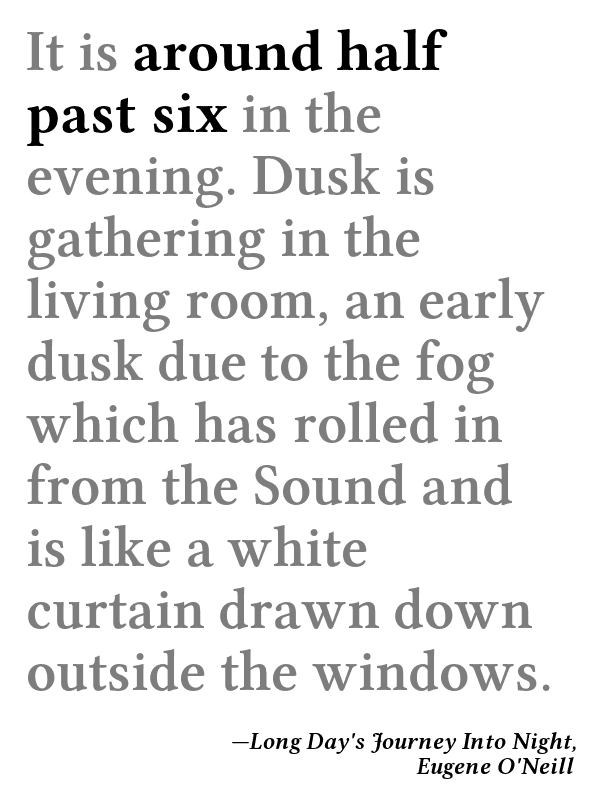 It is around half
past six in the
evening. Dusk is
gathering in the
living room, an early
dusk due to the fog
which has rolled in
from the Sound and
is like a white
curtain drawn down
outside the windows.
—Long Day's Journey Into Night,
Eugene O'Neill